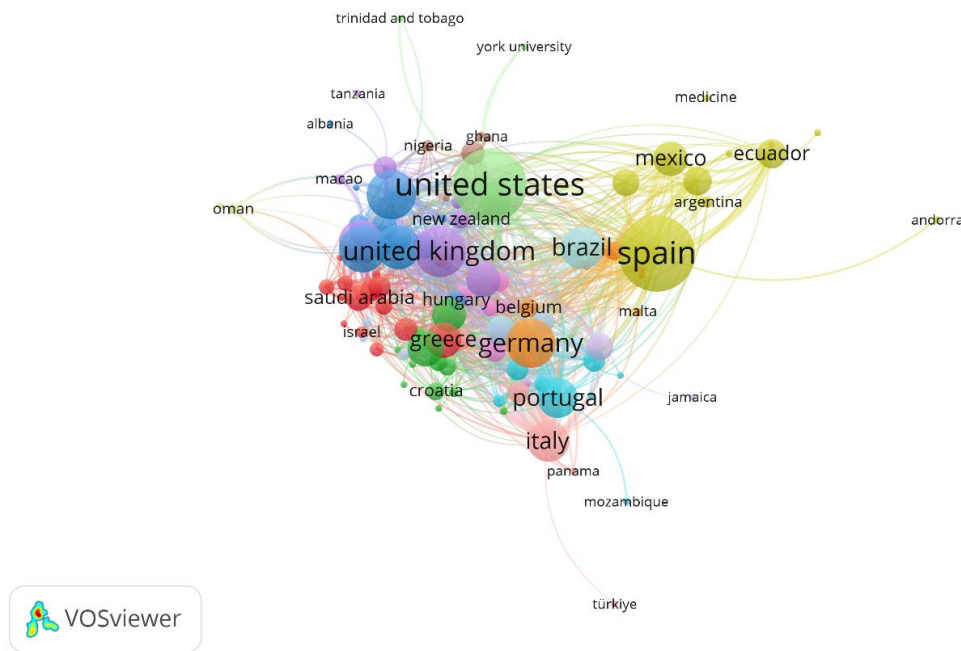 trinidad and tobago
york university
tanzania
medicine
albania
nigeria
ghana
mexico
ecuador
macao
united states
argentina
oman
new zealand
andorra
united kingdom
brazil
spain
saudi arabia
hungary
belgium
malta
israel
greece
germany
croatia
portugal
jamaica
italy
panama
mozambique
türkiye
VOSviewer